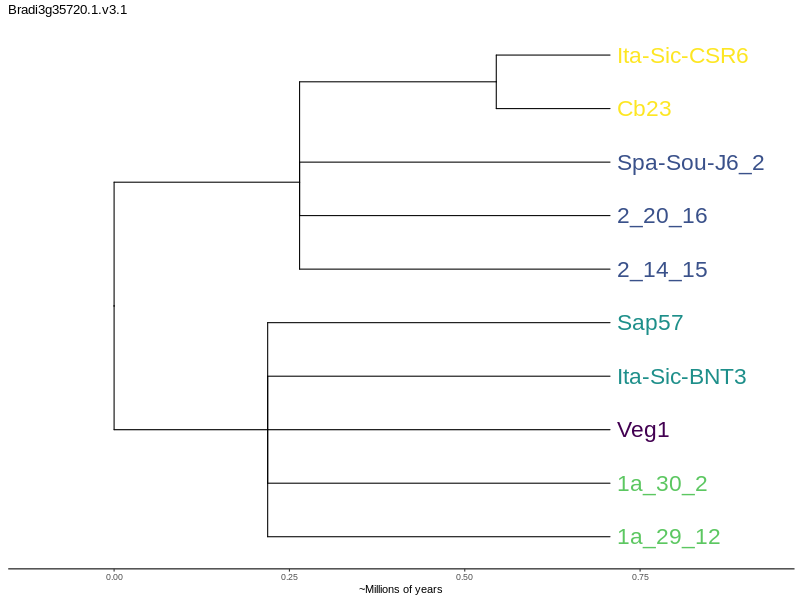 Bradi3g35720.1.v3.1
Ita-Sic-CSR6
Cb23
Spa-Sou-J6_2
2_20_16
2_14_15
Sap57
Ita-Sic-BNT3
Veg1
1a_30_2
1a_29_12
0.00 0.25 0.50 0.75
~Millions of years